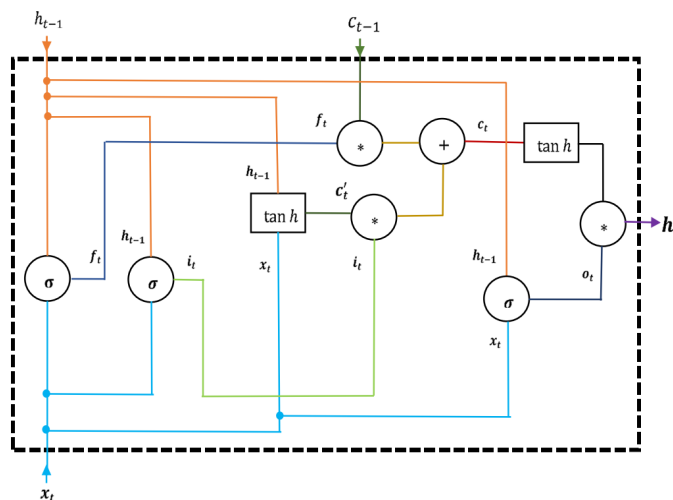 h_{t−1}
C_{t−1}
f_t
*
+
c_t
tan h
h_{t−1}
tan h
c'_t
*
*
h
f_t
h_{t−1}
i_t
x_t
i_t
h_{t−1}
o_t
σ
σ
σ
x_t
x_t